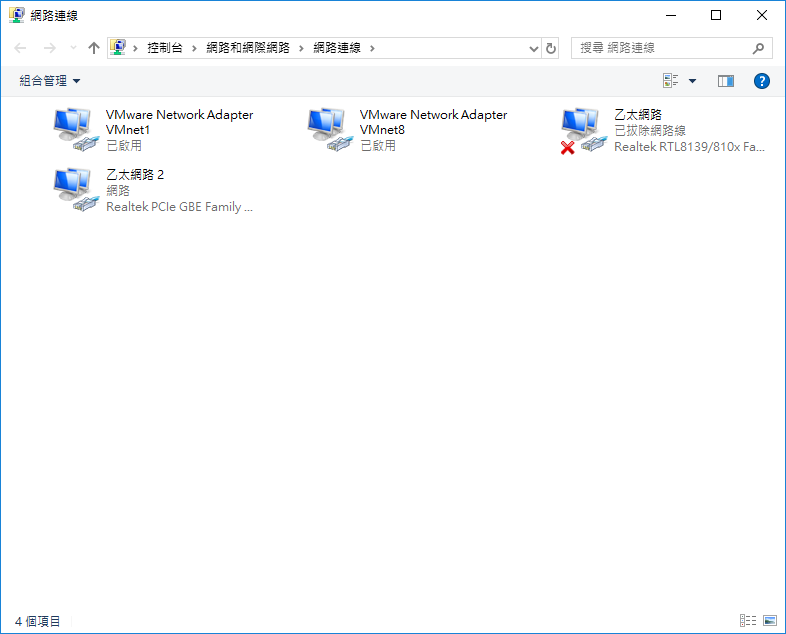 網路連線
控制台 網路和網際網路 網路連線
搜尋 網路連線
組合管理
VMware Network Adapter
VMnet1
已啟用
VMware Network Adapter
VMnet8
已啟用
乙太網路
已拔除網路線
Realtek RTL8139/810x Fa...
乙太網路 2
網路
Realtek PCIe GBE Family ...
4 個項目